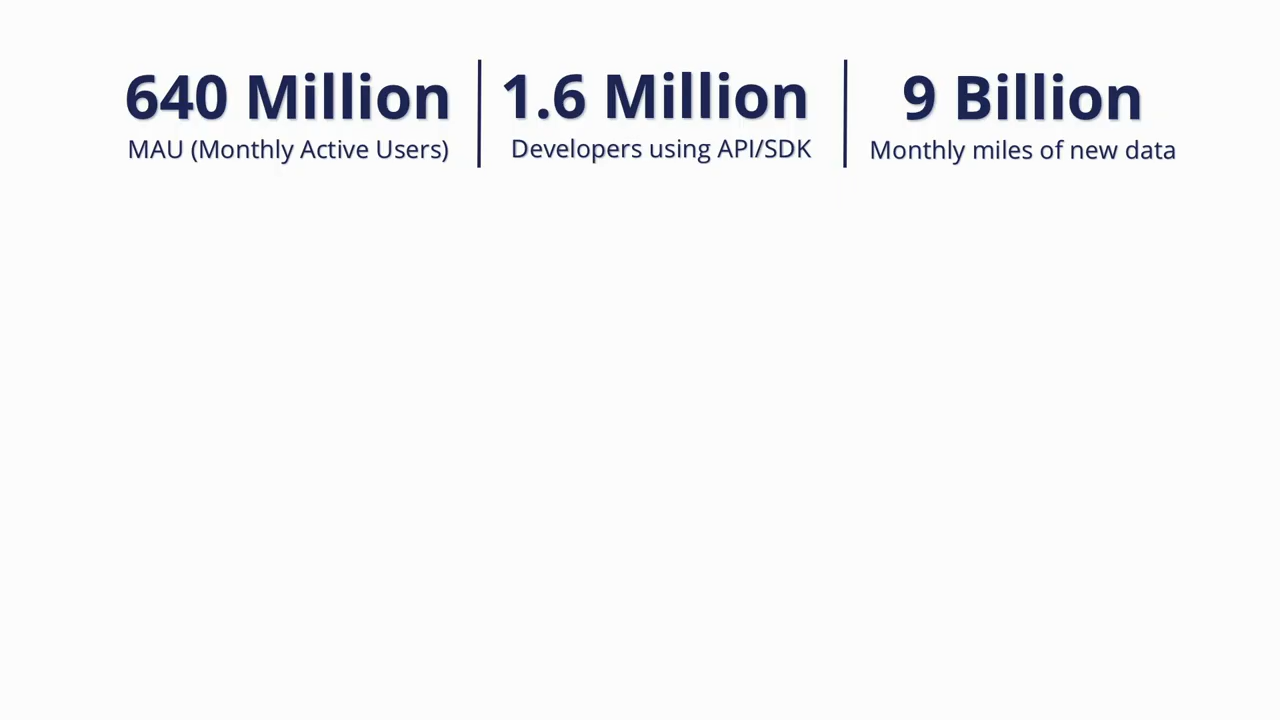 640 Million
MAU (Monthly Active Users)
1.6 Million
Developers using API/SDK
9 Billion
Monthly miles of new data